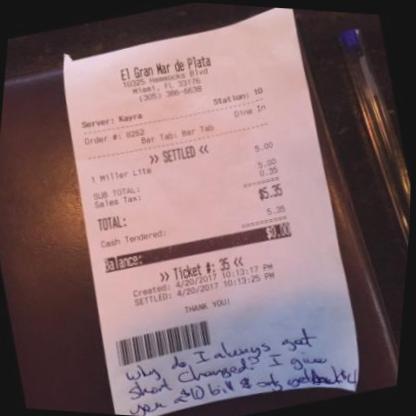 El Gran Mar de Plata
10325 Hammocks Blvd
Miami, FL 33176
(305) 386-6638
Station: 10
Server: Kayra
Dine In
Order #: 8262
Bar Tab: Bar Tab
>> SETTLED <<
1 Miller Lite 5.00
SUB TOTAL: 5.00
Sales Tax: 0.35
TOTAL: $5.35
Cash Tendered: 5.35
Balance: $0.00
>> Ticket #: 35 <<
Created: 4/20/2017 10:13:17 PM
SETTLED: 4/20/2017 10:13:25 PM
THANK YOU!
why do I always get
short changed? I give
you a $10 bill & only get back $4